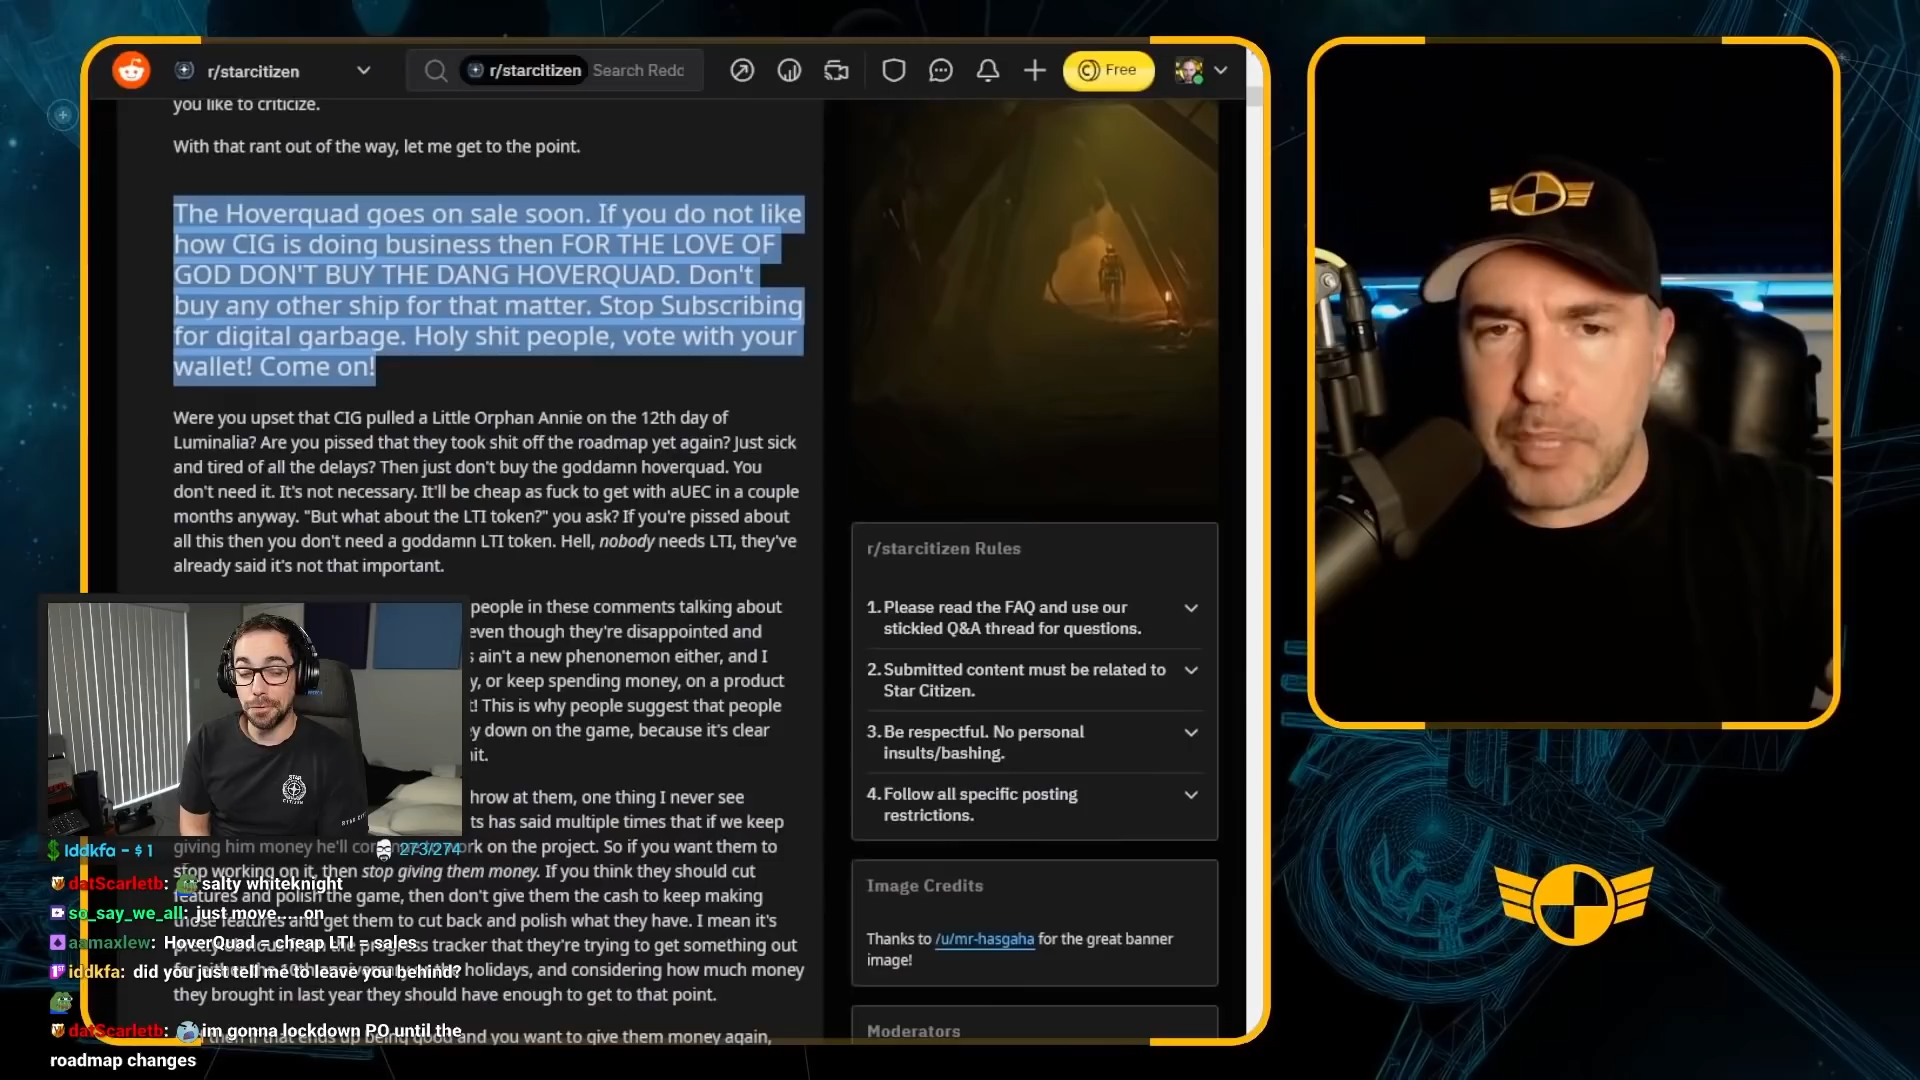 r/starcitizen
r/starcitizen Search Redc
Free
you like to criticize.
With that rant out of the way, let me get to the point.
The Hoverquad goes on sale soon. If you do not like
how CIG is doing business then FOR THE LOVE OF
GOD DON'T BUY THE DANG HOVERQUAD. Don't
buy any other ship for that matter. Stop Subscribing
for digital garbage. Holy shit people, vote with your
wallet! Come on!
Were you upset that CIG pulled a Little Orphan Annie on the 12th day of
Luminalia? Are you pissed that they took shit off the roadmap yet again? Just sick
and tired of all the delays? Then just don't buy the goddamn hoverquad. You
don't need it. It's not necessary. It'll be cheap as fuck to get with aUEC in a couple
months anyway. "But what about the LTI token?" you ask? If you're pissed about
all this then you don't need a goddamn LTI token. Hell, nobody needs LTI, they've
already said it's not that important.
people in these comments talking about
even though they're disappointed and
s ain't a new phenonemon either, and I
y, or keep spending money, on a product
t! This is why people suggest that people
y down on the game, because it's clear
it.
hrow at them, one thing I never see
ts has said multiple times that if we keep
giving him money he'll work on the project. So if you want them to
stop working on it, then stop giving them money. If you think they should cut
features and polish the game, then don't give them the cash to keep making
those features and get them to cut back and polish what they have. I mean it's
progress tracker that they're trying to get something out
holidays, and considering how much money
they brought in last year they should have enough to get to that point.
them if that ends up being good and you want to give them money again,
r/starcitizen Rules
1. Please read the FAQ and use our
stickied Q&A thread for questions.
2. Submitted content must be related to
Star Citizen.
3. Be respectful. No personal
insults/bashing.
4. Follow all specific posting
restrictions.
Image Credits
Thanks to /u/mr-hasgaha for the great banner
image!
Moderators
STAR
CITIZEN
Iddkfa - $1
273/274
datScarletb: salty whiteknight
so_say_we_all: just move.....on
aamaxlew: HoverQuad = cheap LTI = sales
iddkfa: did you just tell me to leave you behind?
datScarletb: im gonna lockdown PO until the
roadmap changes